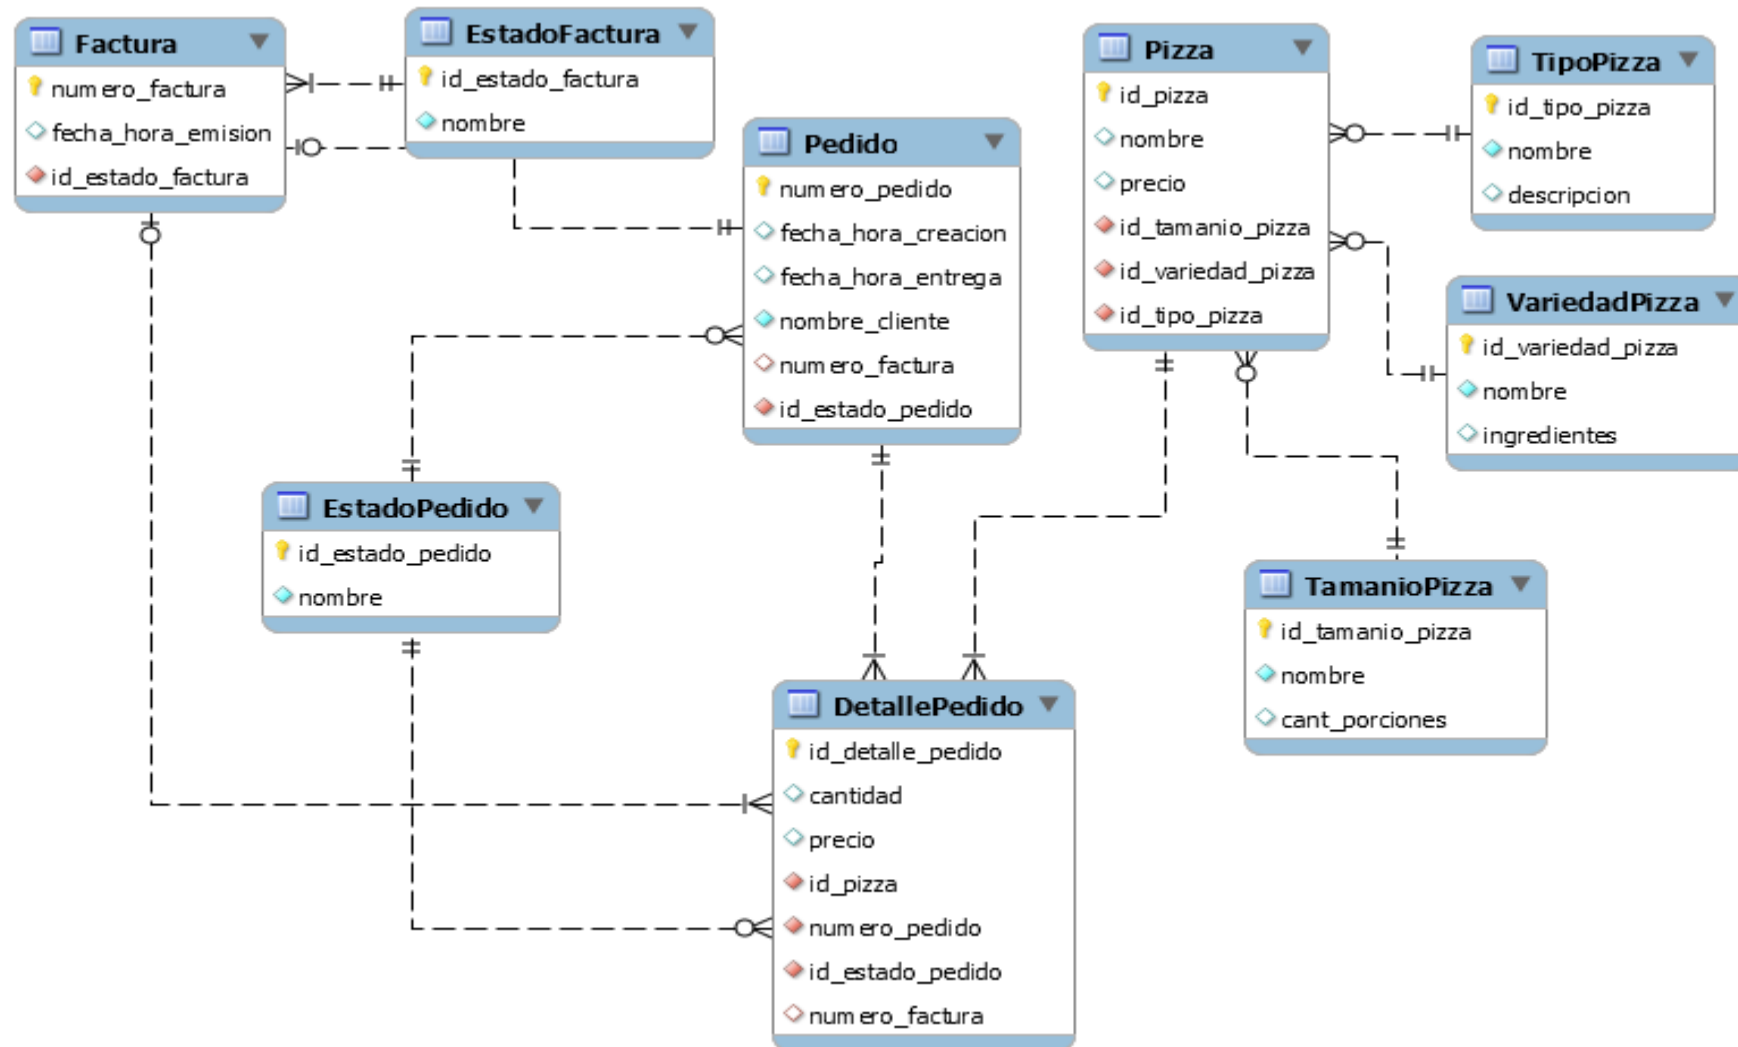 Factura
numero_factura
fecha_hora_emision
id_estado_factura
EstadoFactura
id_estado_factura
nombre
Pedido
numero_pedido
fecha_hora_creacion
fecha_hora_entrega
nombre_cliente
numero_factura
id_estado_pedido
Pizza
id_pizza
nombre
precio
id_tamanio_pizza
id_variedad_pizza
id_tipo_pizza
TipoPizza
id_tipo_pizza
nombre
descripcion
VariedadPizza
id_variedad_pizza
nombre
ingredientes
EstadoPedido
id_estado_pedido
nombre
TamanioPizza
id_tamanio_pizza
nombre
cant_porciones
DetallePedido
id_detalle_pedido
cantidad
precio
id_pizza
numero_pedido
id_estado_pedido
numero_factura